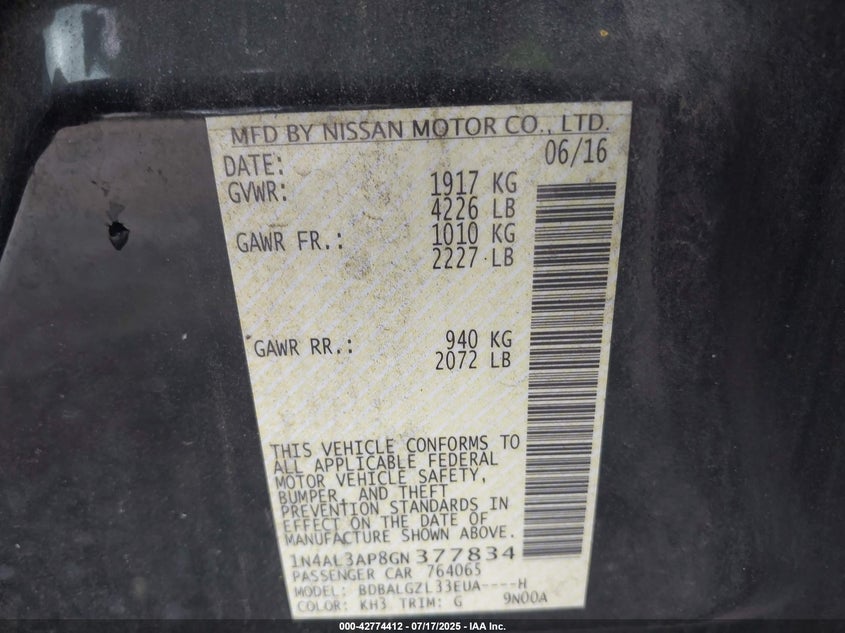 MFD BY NISSAN MOTOR CO., LTD.
DATE: 06/16
GVWR: 1917 KG
4226 LB
GAWR FR.: 1010 KG
2227 LB
GAWR RR.: 940 KG
2072 LB
THIS VEHICLE CONFORMS TO
ALL APPLICABLE FEDERAL
MOTOR VEHICLE SAFETY,
BUMPER, AND THEFT
PREVENTION STANDARDS IN
EFFECT ON THE DATE OF
MANUFACTURE SHOWN ABOVE.
1N4AL3AP8GN377834
PASSENGER CAR 764065
MODEL: BDBALGZL33EUA----H
COLOR: KH3 TRIM: G 9N00A
000-42774412 - 07/17/2025 - IAA Inc.